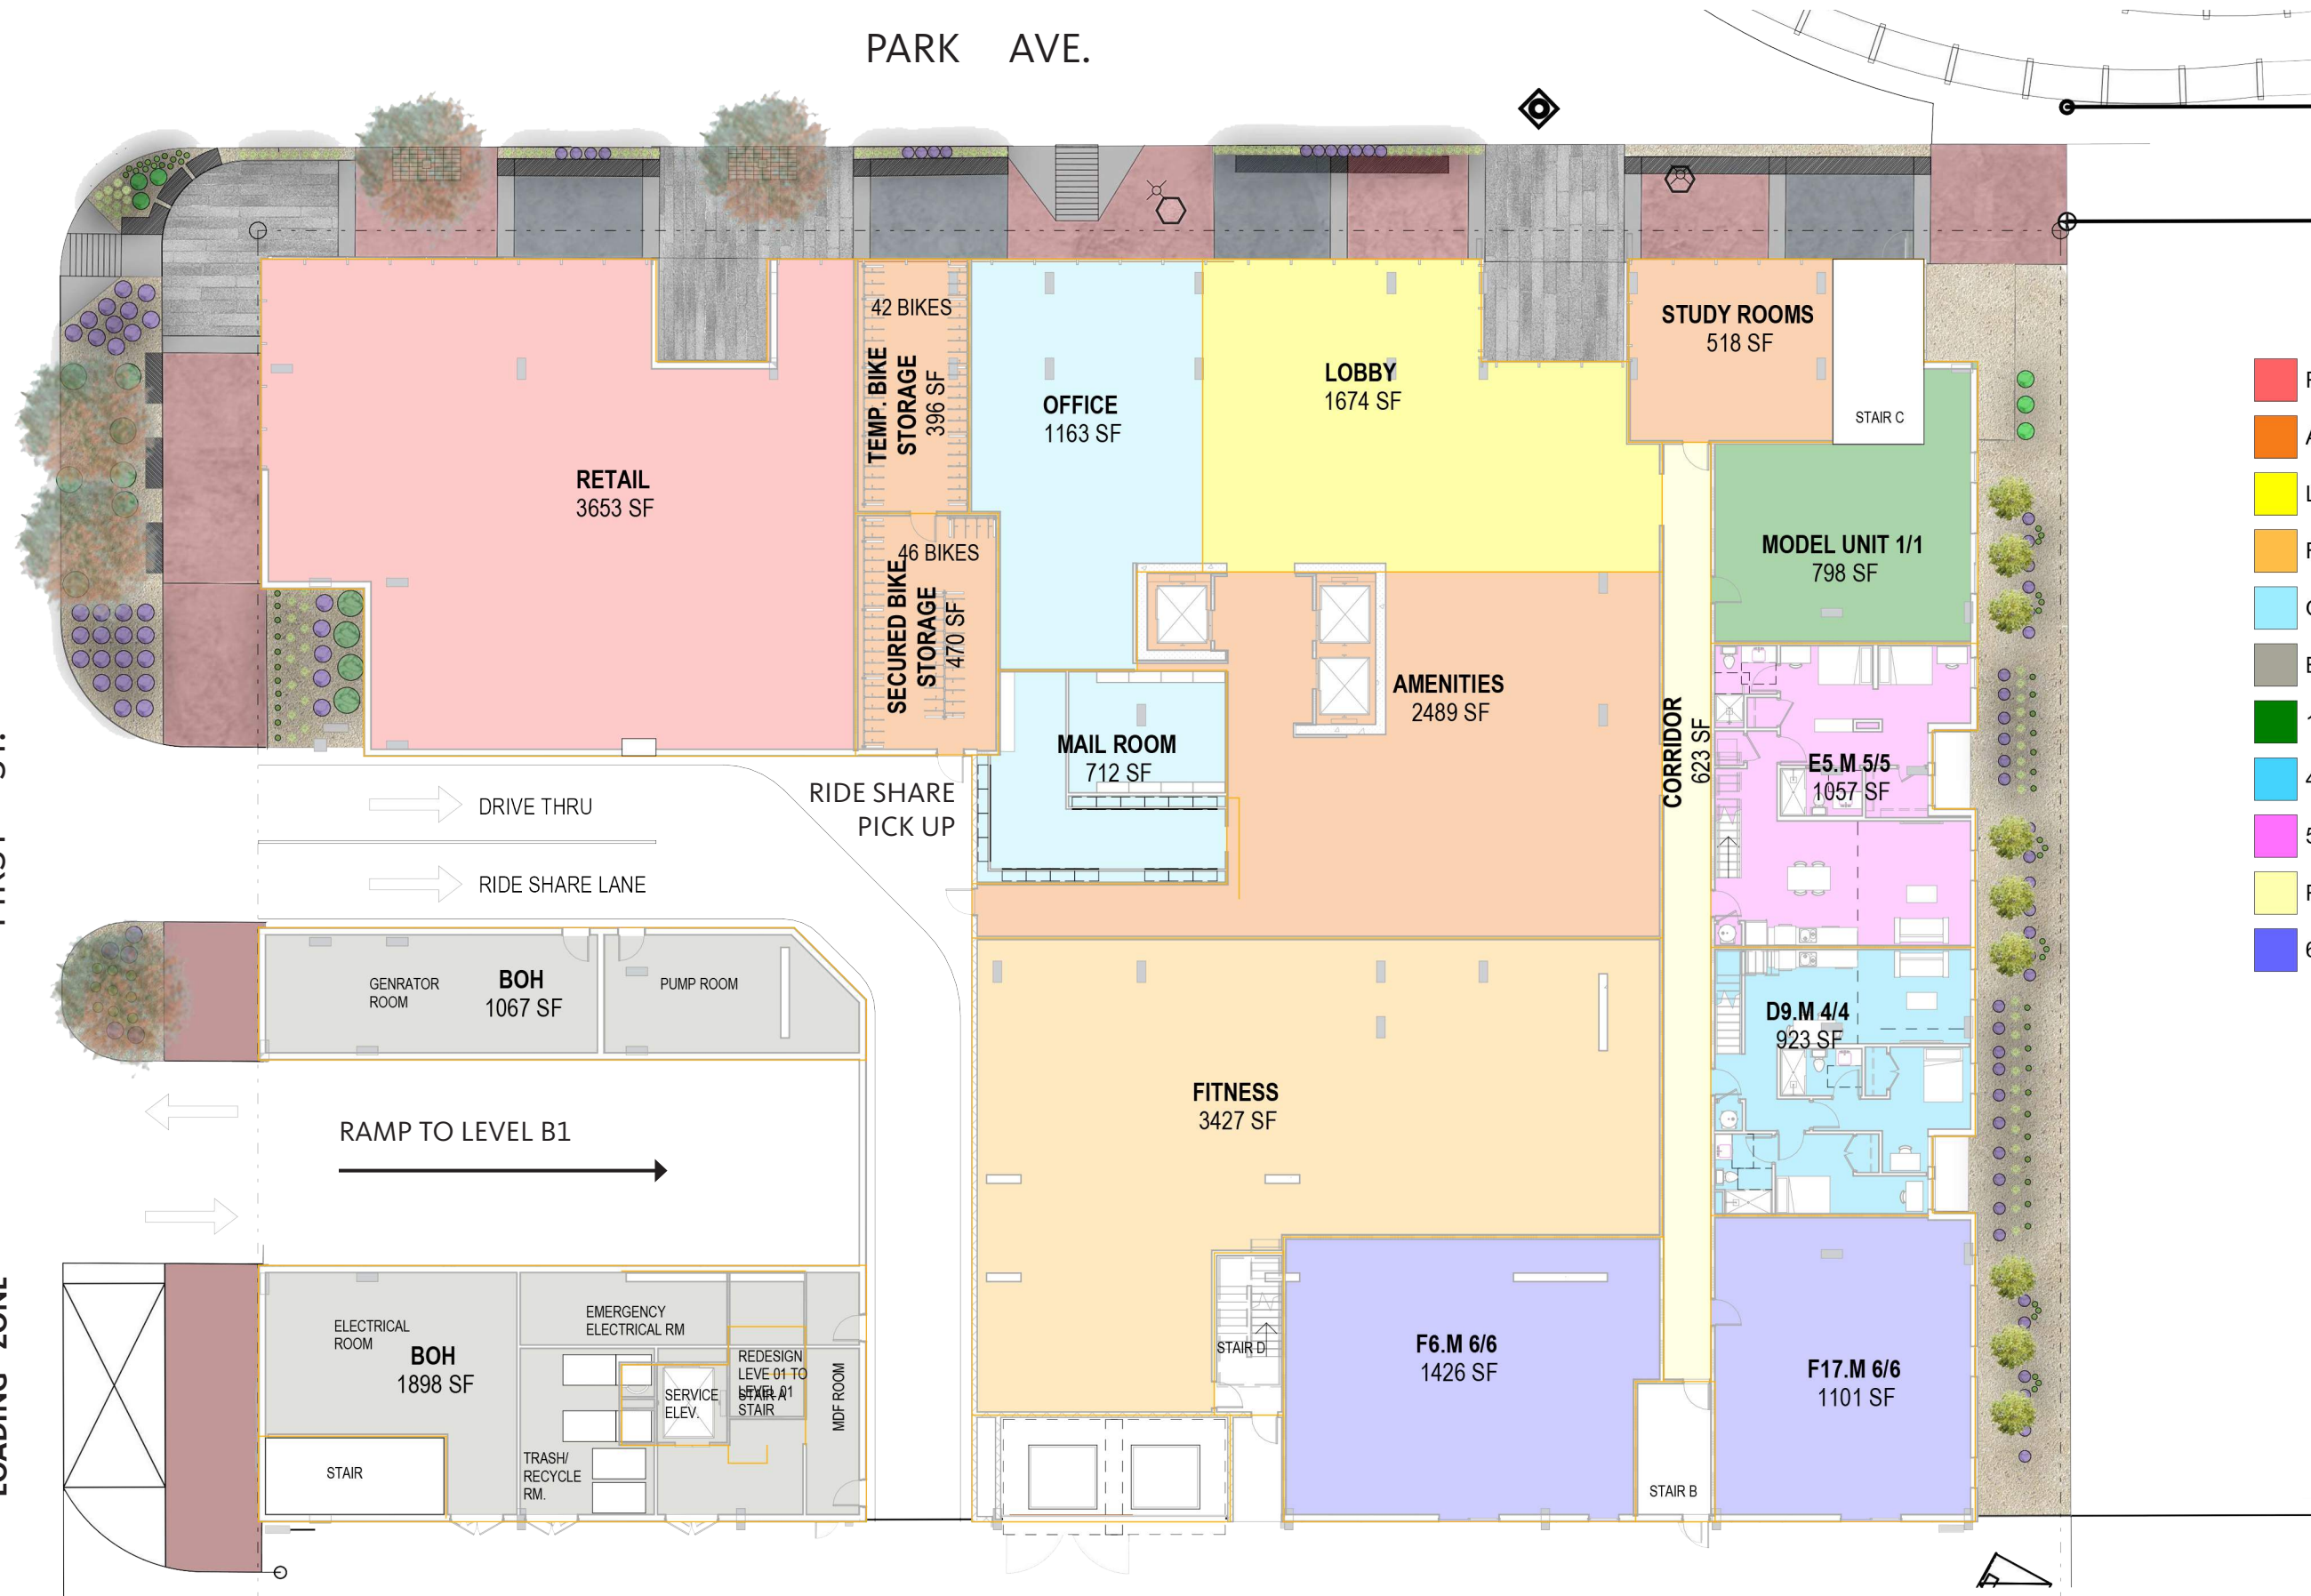 PARK AVE.
42 BIKES
TEMP. BIKE
STORAGE
396 SF
OFFICE
1163 SF
LOBBY
1674 SF
STUDY ROOMS
518 SF
STAIR C
RETAIL
3653 SF
46 BIKES
SECURED BIKE
STORAGE
470 SF
MODEL UNIT 1/1
798 SF
AMENITIES
2489 SF
MAIL ROOM
712 SF
CORRIDOR
623 SF
E5.M 5/5
1057 SF
DRIVE THRU
RIDE SHARE
PICK UP
RIDE SHARE LANE
GENRATOR
ROOM
BOH
1067 SF
PUMP ROOM
D9.M 4/4
923 SF
RAMP TO LEVEL B1
FITNESS
3427 SF
ELECTRICAL
ROOM
BOH
1898 SF
EMERGENCY
ELECTRICAL RM
REDESIGN
LEVE 01 TO
LEVEL 01
STAIR A
STAIR
SERVICE
ELEV.
MDF ROOM
TRASH/
RECYCLE
RM.
STAIR
STAIR D
F6.M 6/6
1426 SF
STAIR B
F17.M 6/6
1101 SF
LOADING ZONE